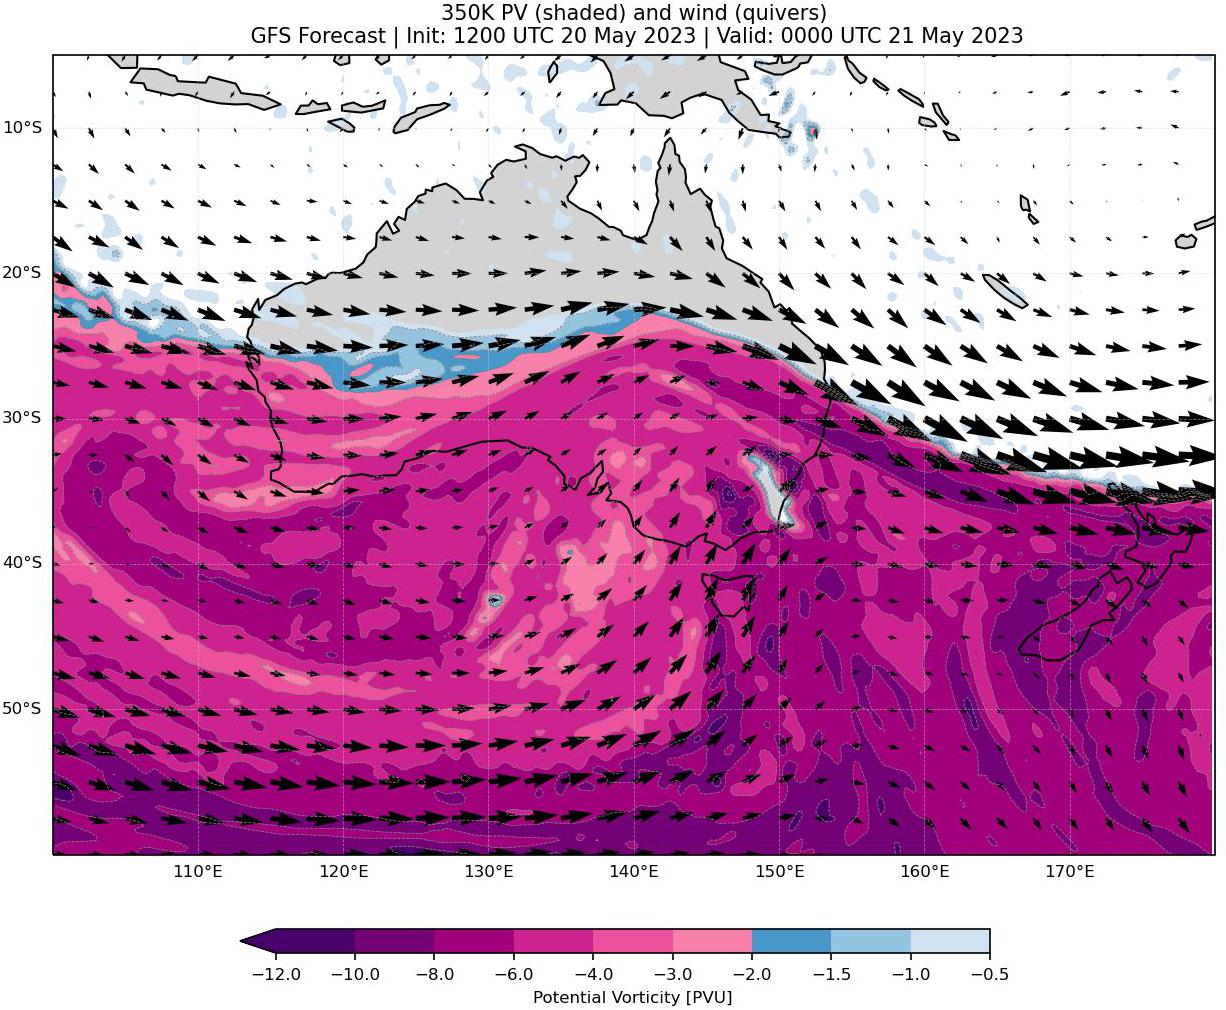 350K PV (shaded) and wind (quivers)
GFS Forecast | Init: 1200 UTC 20 May 2023 | Valid: 0000 UTC 21 May 2023
10°S
20°S
30°S
40°S
50°S
110°E 120°E 130°E 140°E 150°E 160°E 170°E
−12.0 −10.0 −8.0 −6.0 −4.0 −3.0 −2.0 −1.5 −1.0 −0.5
Potential Vorticity [PVU]